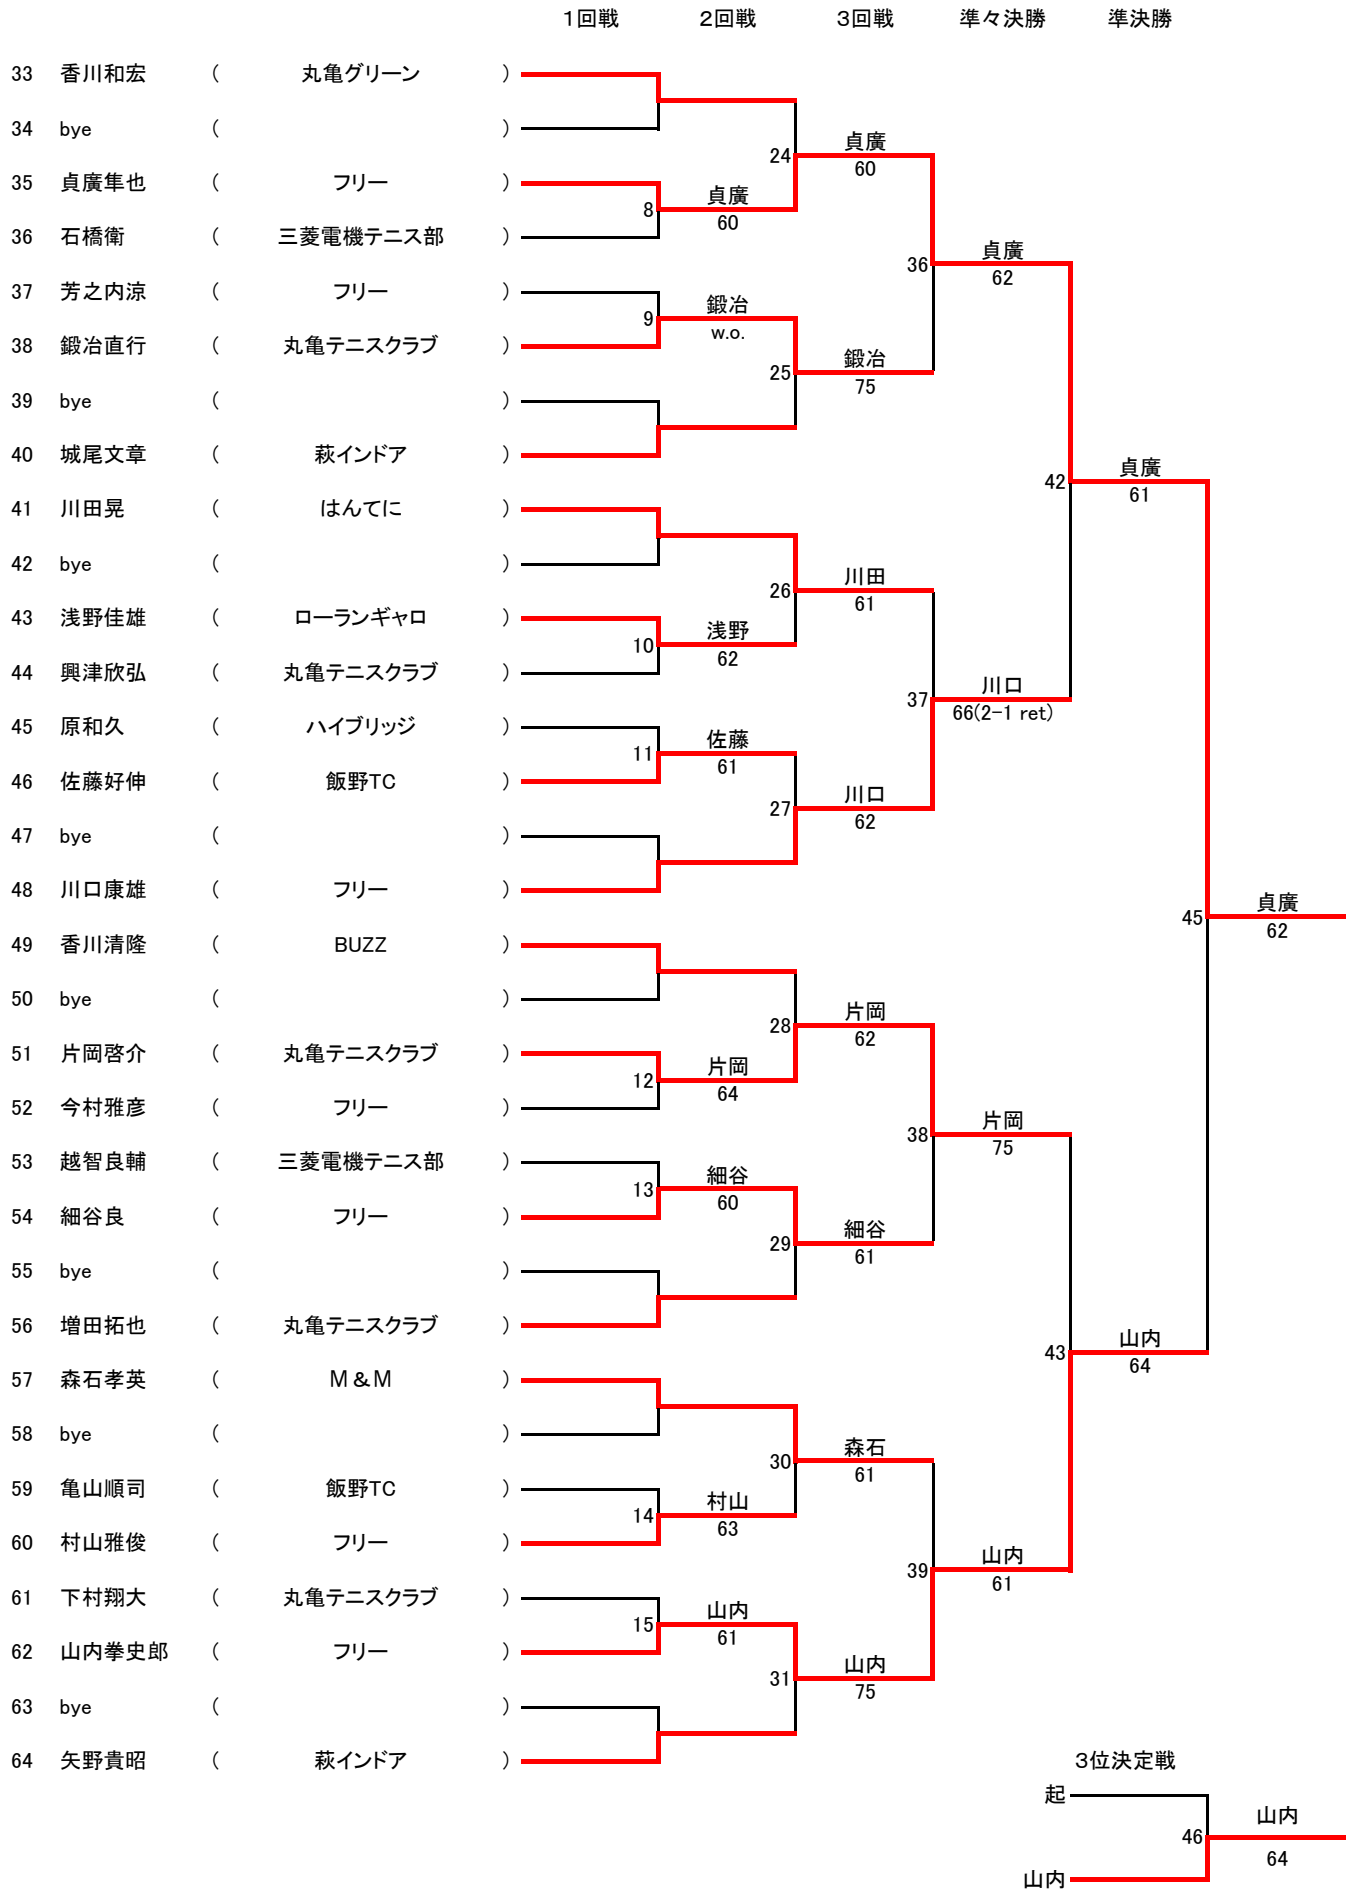 １回戦 ２回戦 ３回戦 準々決勝 準決勝
33 香川和宏 ( 丸亀グリーン )
34 bye ( )
24 貞廣
60
35 貞廣隼也 ( フリー )
8 貞廣
60
36 石橋衛 ( 三菱電機テニス部 )
36 貞廣
62
37 芳之内涼 ( フリー )
9 鍛冶
w.o.
38 鍛冶直行 ( 丸亀テニスクラブ )
25 鍛冶
75
39 bye ( )
40 城尾文章 ( 萩インドア )
42 貞廣
61
41 川田晃 ( はんてに )
42 bye ( )
26 川田
61
43 浅野佳雄 ( ローランギャロ )
10 浅野
62
44 興津欣弘 ( 丸亀テニスクラブ )
37 川口
66(2-1 ret)
45 原和久 ( ハイブリッジ )
11 佐藤
61
46 佐藤好伸 ( 飯野TC )
27 川口
62
47 bye ( )
48 川口康雄 ( フリー )
45 貞廣
62
49 香川清隆 ( BUZZ )
50 bye ( )
28 片岡
62
51 片岡啓介 ( 丸亀テニスクラブ )
12 片岡
64
52 今村雅彦 ( フリー )
38 片岡
75
53 越智良輔 ( 三菱電機テニス部 )
13 細谷
60
54 細谷良 ( フリー )
29 細谷
61
55 bye ( )
56 増田拓也 ( 丸亀テニスクラブ )
43 山内
64
57 森石孝英 ( Ｍ＆Ｍ )
58 bye ( )
30 森石
61
59 亀山順司 ( 飯野TC )
14 村山
63
60 村山雅俊 ( フリー )
39 山内
61
61 下村翔大 ( 丸亀テニスクラブ )
15 山内
61
62 山内拳史郎 ( フリー )
31 山内
75
63 bye ( )
64 矢野貴昭 ( 萩インドア )
３位決定戦
起
46 山内
64
山内